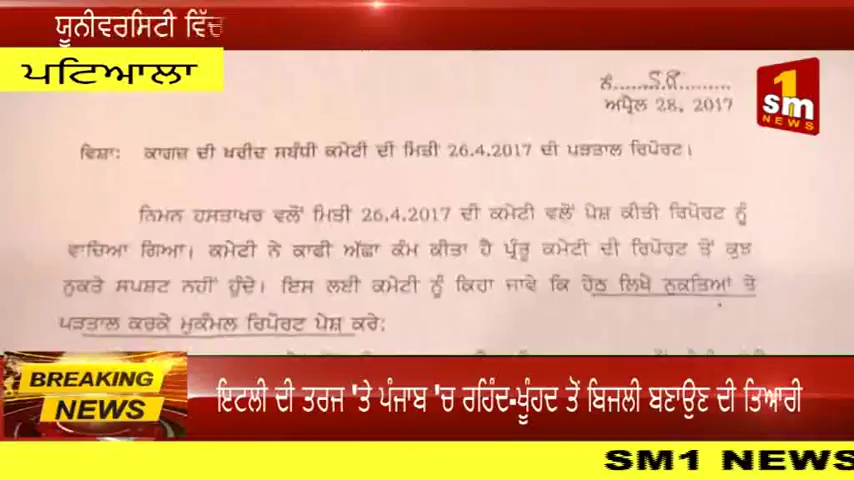 ਯੂਨੀਵਰਸਿਟੀ ਵਿੱਚ
ਪਟਿਆਲਾ
ਨੰ.
ਅਪ੍ਰੈਲ 28, 2017
1
sm
NEWS
ਵਿਸ਼ਾ: ਕਾਗਜ਼ ਦੀ ਖਰੀਦ ਸਬੰਧੀ ਕਮੇਟੀ ਦੀ ਮਿਤੀ 26.4.2017 ਦੀ ਪੜਤਾਲ ਰਿਪੋਰਟ।
ਨਿਮਨ ਹਸਤਾਖਰ ਵਲੋਂ ਮਿਤੀ 26.4.2017 ਦੀ ਕਮੇਟੀ ਵਲੋਂ ਪੇਸ਼ ਕੀਤੀ ਰਿਪੋਰਟ ਨੂੰ
ਵਾਚਿਆ ਗਿਆ। ਕਮੇਟੀ ਨੇ ਕਾਫੀ ਅੱਛਾ ਕੰਮ ਕੀਤਾ ਹੈ ਪ੍ਰੰਤੂ ਕਮੇਟੀ ਦੀ ਰਿਪੋਰਟ ਤੋਂ ਕੁਝ
ਨੁਕਤੇ ਸਪਸ਼ਟ ਨਹੀਂ ਹੁੰਦੇ। ਇਸ ਲਈ ਕਮੇਟੀ ਨੂੰ ਕਿਹਾ ਜਾਵੇ ਕਿ ਹੇਠ ਲਿਖੇ ਨੁਕਤਿਆਂ ਤੇ
ਪੜਤਾਲ ਕਰਕੇ ਮੁਕੰਮਲ ਰਿਪੋਰਟ ਪੇਸ਼ ਕਰੇ:
BREAKING
NEWS
ਇਟਲੀ ਦੀ ਤਰਜ 'ਤੇ ਪੰਜਾਬ 'ਚ ਰਹਿੰਦ-ਖੂੰਹਦ ਤੋਂ ਬਿਜਲੀ ਬਣਾਉਣ ਦੀ ਤਿਆਰੀ
SM1 NEWS